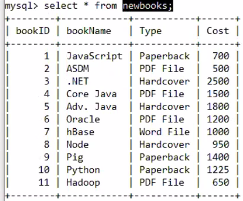 mysql> select * from newbooks;
+--------+------------+-----------+------+
| bookID | bookName | Type | Cost |
+--------+------------+-----------+------+
| 1 | JavaScript | Paperback | 700 |
| 2 | ASDM | PDF File | 500 |
| 3 | .NET | Hardcover | 2500 |
| 4 | Core Java | PDF File | 1500 |
| 5 | Adv. Java | Hardcover | 1800 |
| 6 | Oracle | PDF File | 1200 |
| 7 | hBase | Word File | 1000 |
| 8 | Node | Hardcover | 950 |
| 9 | Pig | Paperback | 1400 |
| 10 | Python | Paperback | 1225 |
| 11 | Hadoop | PDF File | 650 |
+--------+------------+-----------+------+